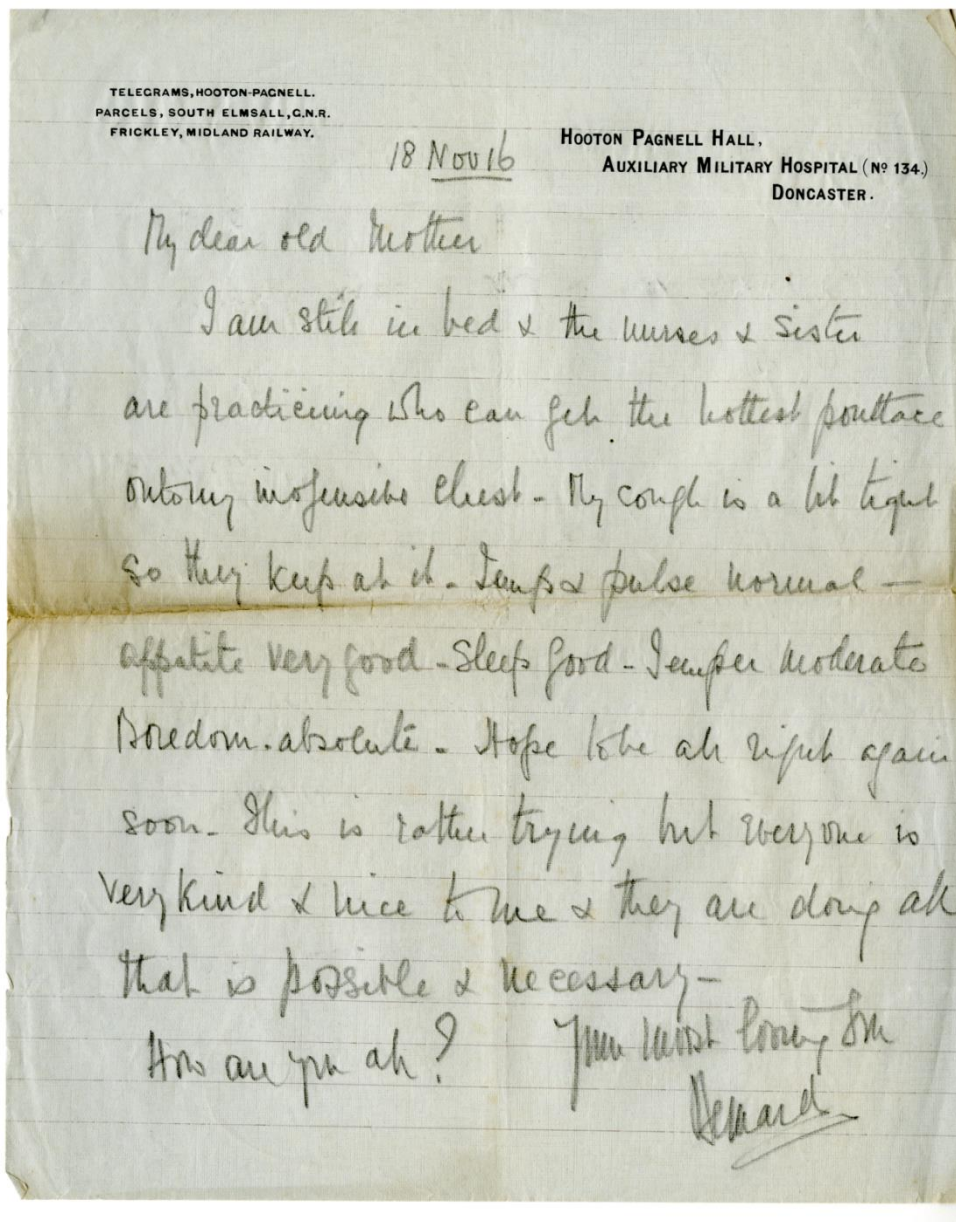 TELEGRAMS, HOOTON-PAGNELL.
PARCELS, SOUTH ELMSALL, G.N.R.
FRICKLEY, MIDLAND RAILWAY.
HOOTON PAGNELL HALL,
AUXILIARY MILITARY HOSPITAL (No 134.)
DONCASTER.
18 Nov 16
My dear old Mother
I am still in bed & the nurses & Sister
are practicing who can get the hottest poultace
onto my inofensive chest - My cough is a bit tight
so they keep at it - Temp & pulse normal -
appatite very good - Sleep good - Temper moderate
Boredom. absolute - Hope to be all right again
soon - This is rather trying but everyone is
very kind & nice to me & they are doing all
that is possible & necessary -
How are you all? Your most loving Son